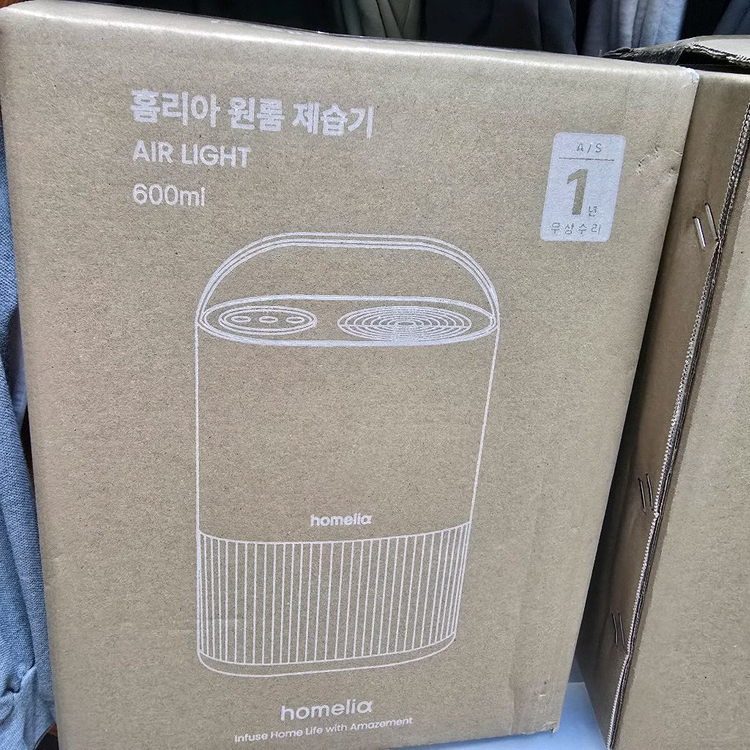 홈리아 원룸 제습기
AIR LIGHT
600ml
A/S
1년
무상수리
homelia
homelia
Infuse Home Life with Amazement